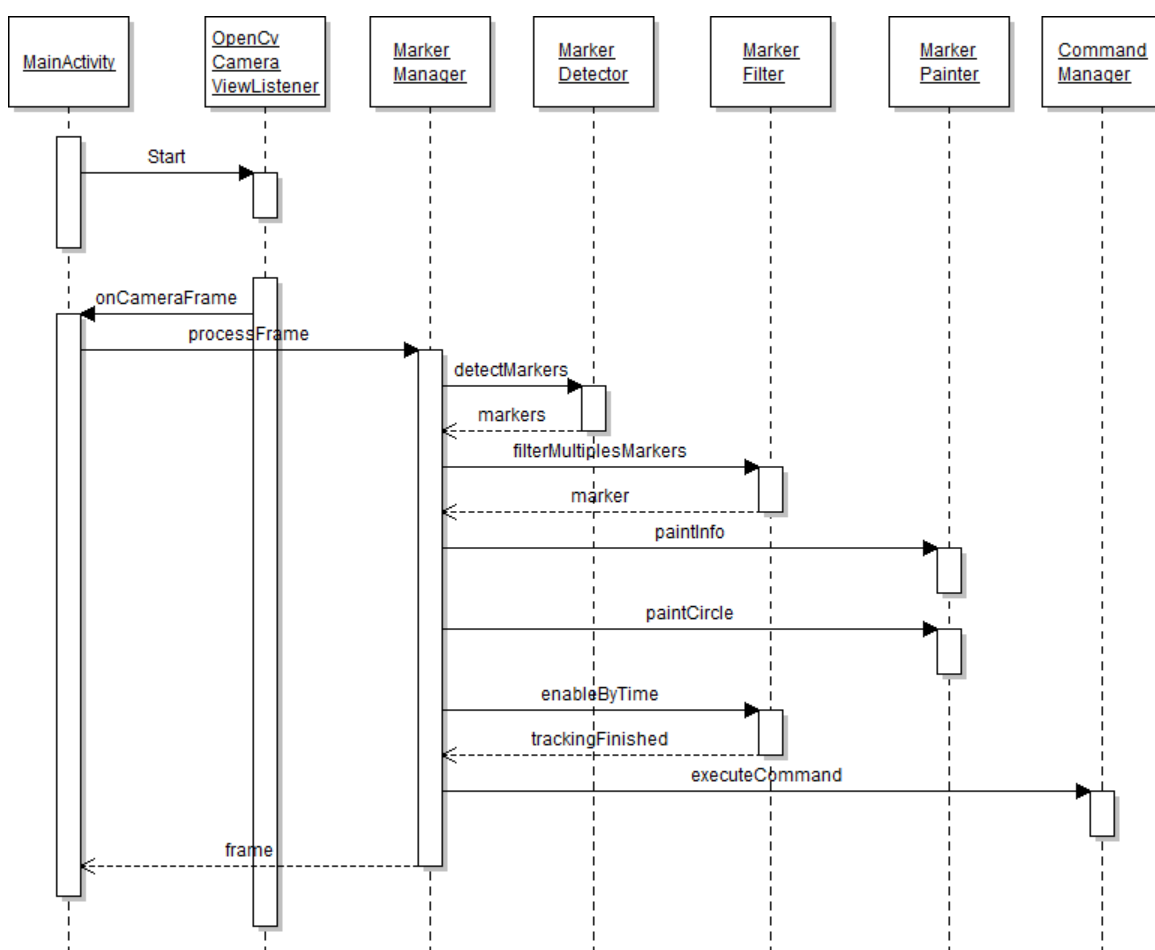 MainActivity
OpenCv
Camera
ViewListener
Marker
Manager
Marker
Detector
Marker
Filter
Marker
Painter
Command
Manager
Start
onCameraFrame
processFrame
detectMarkers
markers
filterMultiplesMarkers
marker
paintInfo
paintCircle
enableByTime
trackingFinished
executeCommand
frame